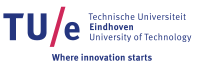 TU/e
Technische Universiteit
Eindhoven
University of Technology
Where innovation starts